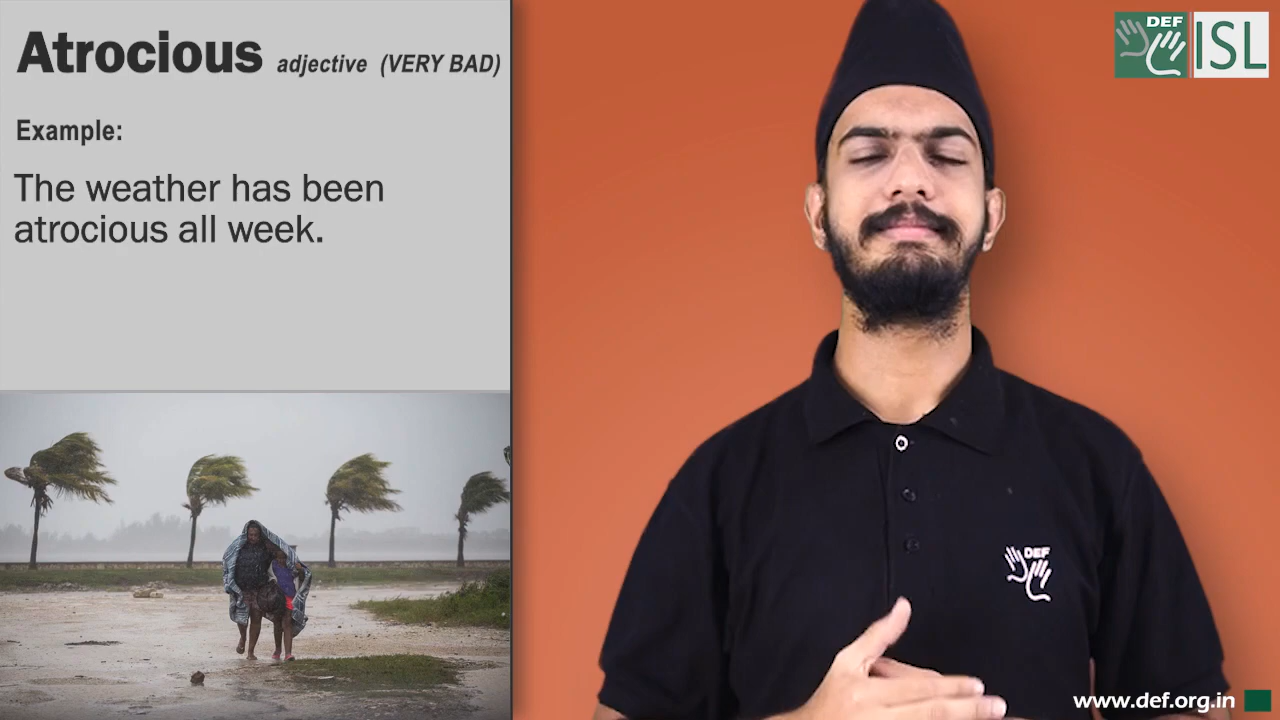 Atrocious adjective (VERY BAD)
Example:
The weather has been
atrocious all week.
DEF
ISL
DEF
www.def.org.in